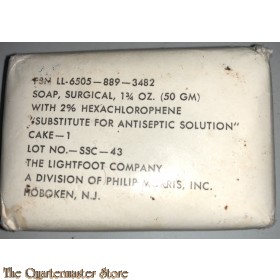 FSN LL-6505-889-3482
SOAP, SURGICAL, 1¾ OZ. (50 GM)
WITH 2% HEXACHLOROPHENE
"SUBSTITUTE FOR ANTISEPTIC SOLUTION"
CAKE-1
LOT NO.-SSC-43
THE LIGHTFOOT COMPANY
A DIVISION OF PHILIP MORRIS, INC.
HOBOKEN, N.J.
The Quartermaster Store